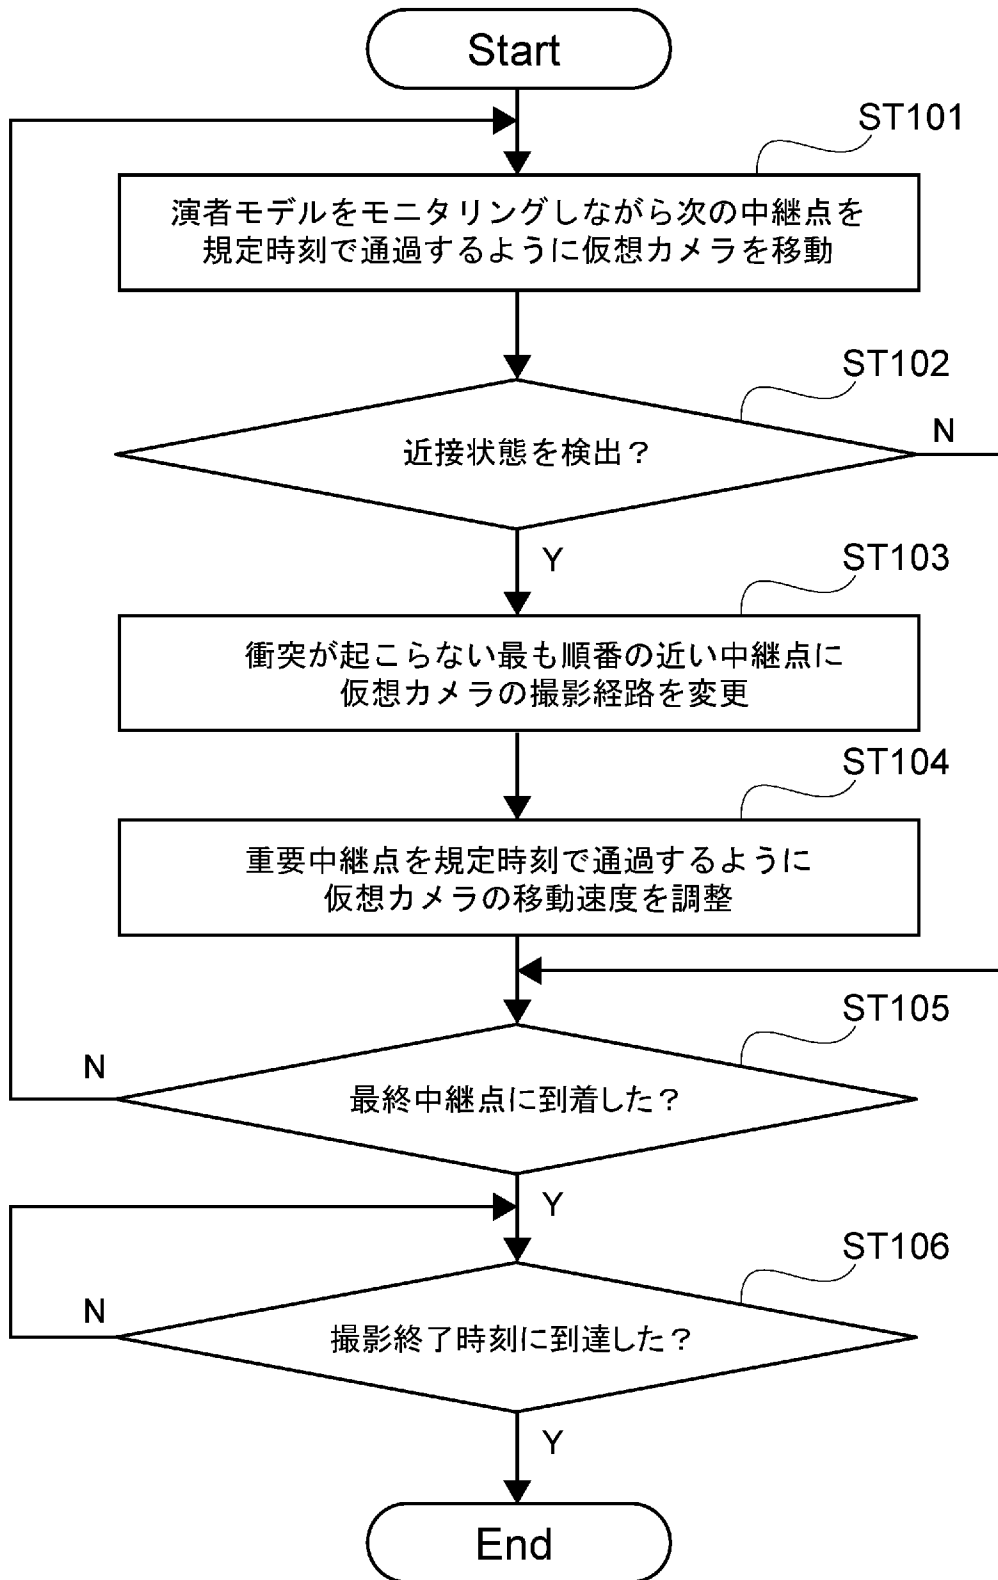 Start
ST101
演者モデルをモニタリングしながら次の中継点を
規定時刻で通過するように仮想カメラを移動
ST102
近接状態を検出？
N
Y
ST103
衝突が起こらない最も順番の近い中継点に
仮想カメラの撮影経路を変更
ST104
重要中継点を規定時刻で通過するように
仮想カメラの移動速度を調整
ST105
N
最終中継点に到着した？
Y
ST106
N
撮影終了時刻に到達した？
Y
End